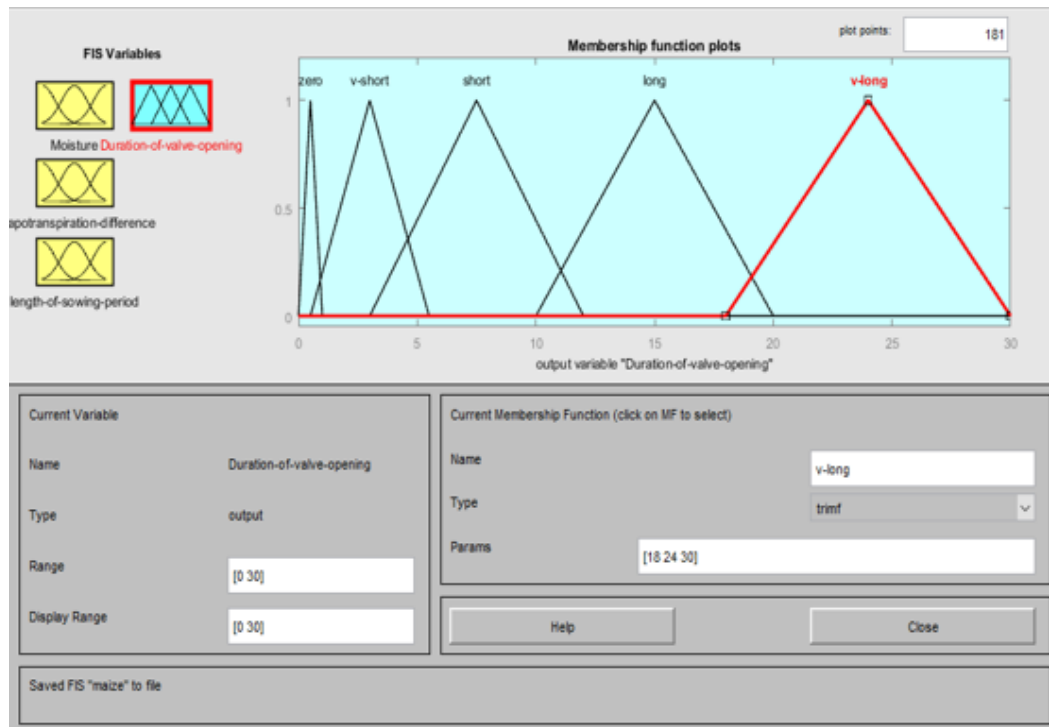 plot points: 181
FIS Variables
Membership function plots
zero v-short short long v-long
1
0.5
0
0 5 10 15 20 25 30
output variable "Duration-of-valve-opening"
Moisture Duration-of-valve-opening
apotranspiration-difference
length-of-sowing-period
Current Variable
Name Duration-of-valve-opening
Type output
Range [0 30]
Display Range [0 30]
Current Membership Function (click on MF to select)
Name v-long
Type trimf
Params [18 24 30]
Help Close
Saved FIS "maize" to file